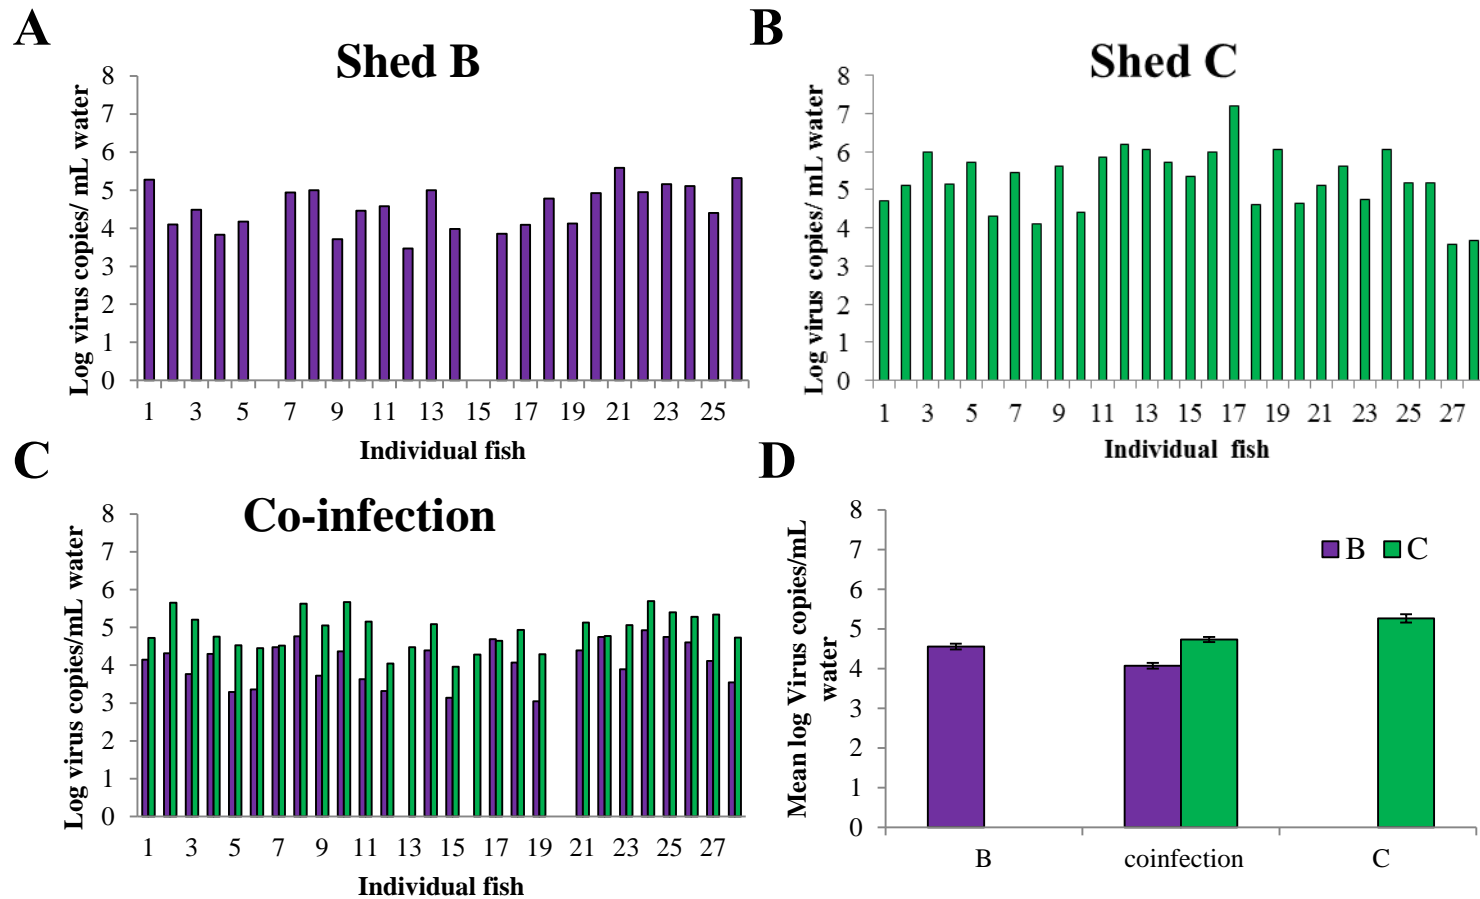 A
Shed B
Log virus copies/ mL water
8
7
6
5
4
3
2
1
0
1 3 5 7 9 11 13 15 17 19 21 23 25
Individual fish
B
Shed C
Log virus copies/ mL water
8
7
6
5
4
3
2
1
0
1 3 5 7 9 11 13 15 17 19 21 23 25 27
Individual fish
C
Co-infection
Log virus copies/mL water
8
7
6
5
4
3
2
1
0
1 3 5 7 9 11 13 15 17 19 21 23 25 27
Individual fish
D
Mean log Virus copies/mL
water
8
7
6
5
4
3
2
1
0
B C
B coinfection C